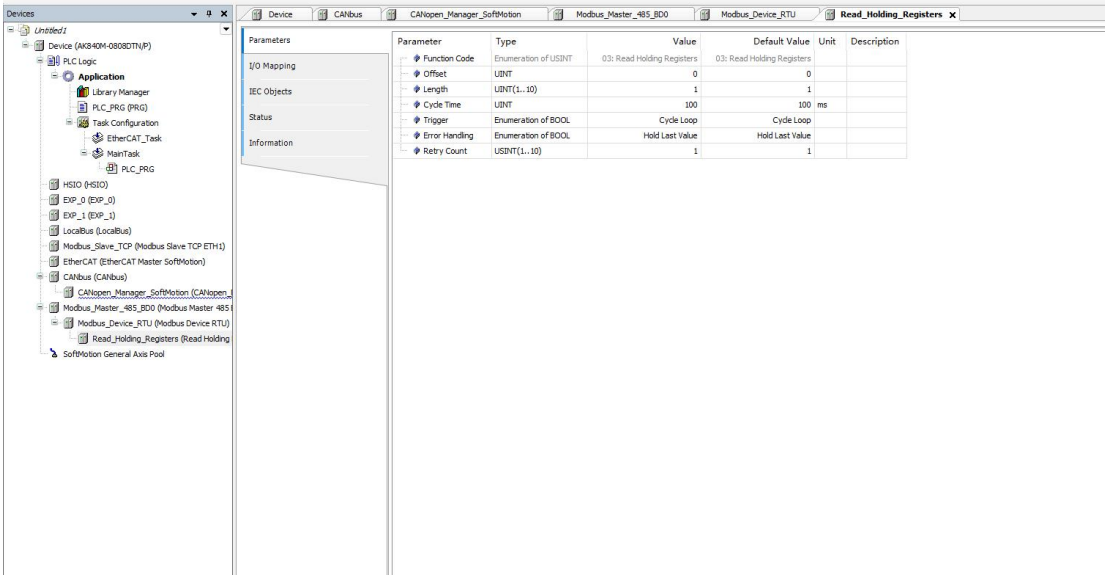 Devices
Untitled1
Device (AK840M-0808DTN/P)
PLC Logic
Application
Library Manager
PLC_PRG (PRG)
Task Configuration
EtherCAT_Task
MainTask
PLC_PRG
HSIO (HSIO)
EXP_0 (EXP_0)
EXP_1 (EXP_1)
LocalBus (LocalBus)
Modbus_Slave_TCP (Modbus Slave TCP ETH1)
EtherCAT (EtherCAT Master SoftMotion)
CANbus (CANbus)
CANopen_Manager_SoftMotion (CANopen_
Modbus_Master_485_BD0 (Modbus Master 485
Modbus_Device_RTU (Modbus Device RTU)
Read_Holding_Registers (Read Holding
SoftMotion General Axis Pool
Device CANbus CANopen_Manager_SoftMotion Modbus_Master_485_BD0 Modbus_Device_RTU Read_Holding_Registers X
Parameters
I/O Mapping
IEC Objects
Status
Information
Parameter Type Value Default Value Unit Description
Function Code Enumeration of USINT 03: Read Holding Registers 03: Read Holding Registers
Offset UINT 0 0
Length UINT(1..10) 1 1
Cycle Time UINT 100 100 ms
Trigger Enumeration of BOOL Cycle Loop Cycle Loop
Error Handling Enumeration of BOOL Hold Last Value Hold Last Value
Retry Count USINT(1..10) 1 1